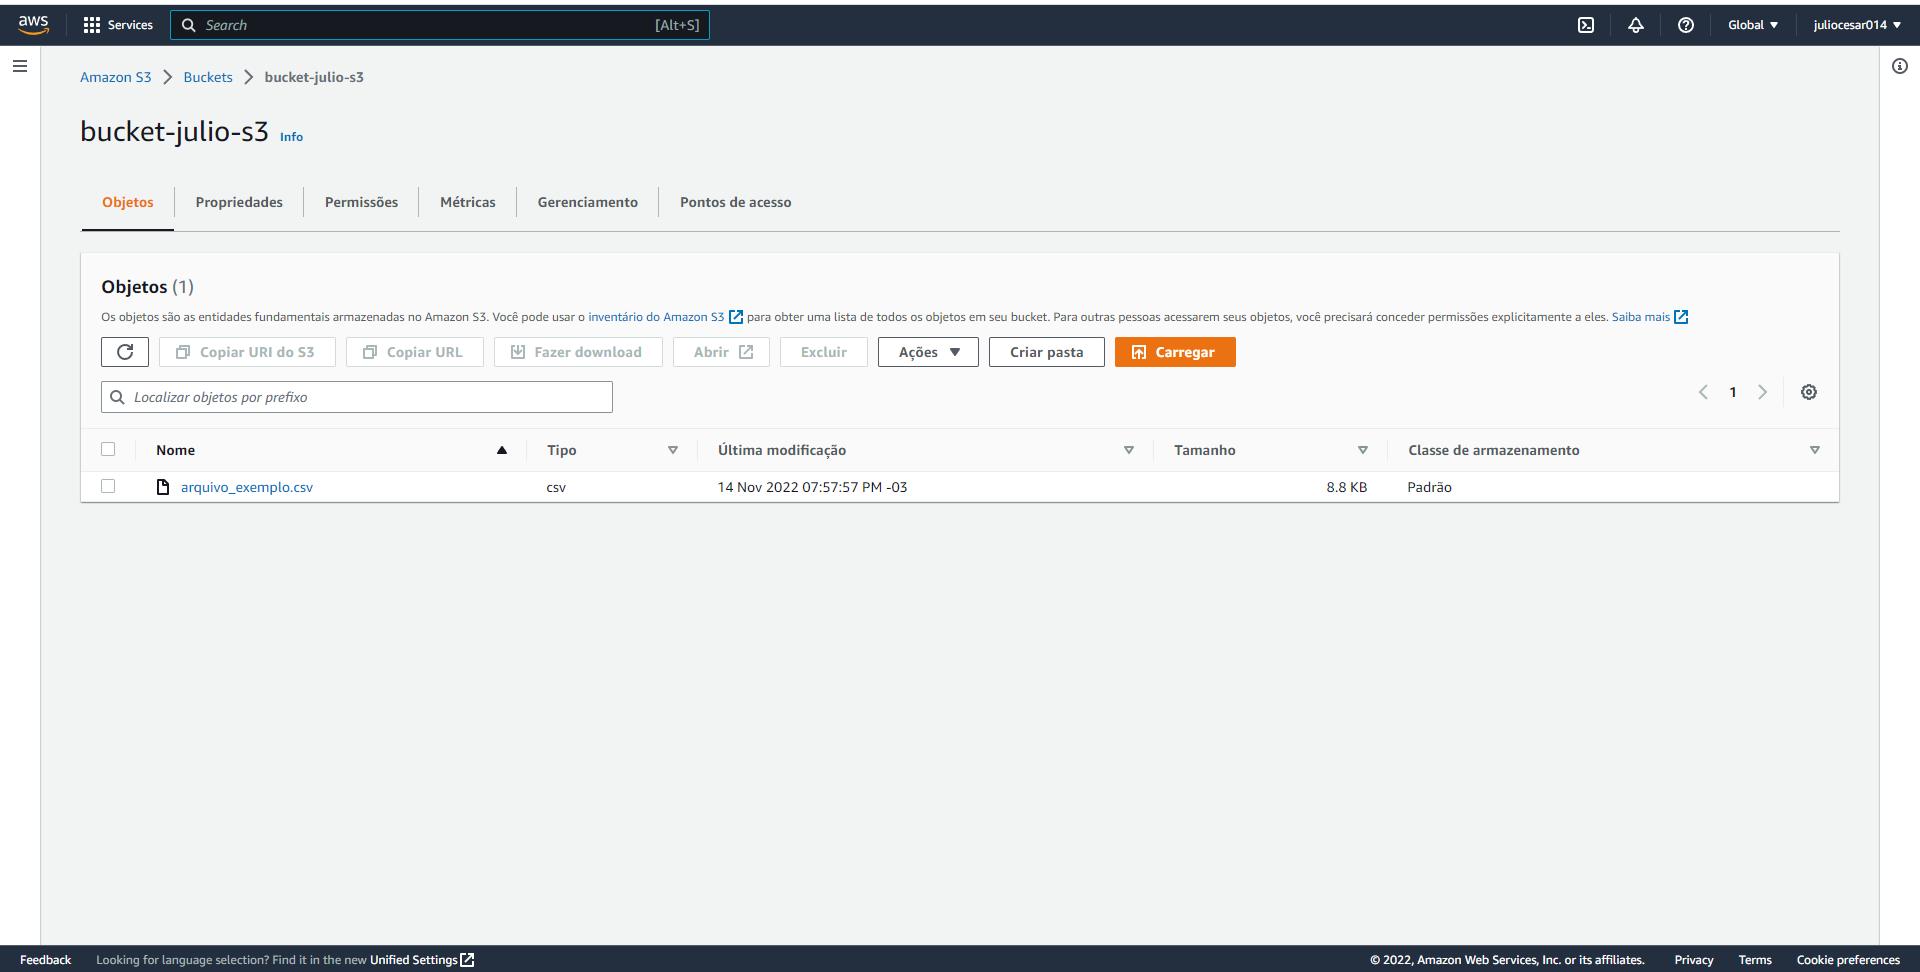 aws Services Search [Alt+S] Global juliocesar014
Amazon S3 Buckets bucket-julio-s3
bucket-julio-s3 Info
Objetos Propriedades Permissões Métricas Gerenciamento Pontos de acesso
Objetos (1)
Os objetos são as entidades fundamentais armazenadas no Amazon S3. Você pode usar o inventário do Amazon S3 para obter uma lista de todos os objetos em seu bucket. Para outras pessoas acessarem seus objetos, você precisará conceder permissões explicitamente a eles. Saiba mais
Copiar URI do S3 Copiar URL Fazer download Abrir Excluir Ações Criar pasta Carregar
Localizar objetos por prefixo 1
Nome Tipo Última modificação Tamanho Classe de armazenamento
arquivo_exemplo.csv csv 14 Nov 2022 07:57:57 PM -03 8.8 KB Padrão
Feedback Looking for language selection? Find it in the new Unified Settings © 2022, Amazon Web Services, Inc. or its affiliates. Privacy Terms Cookie preferences